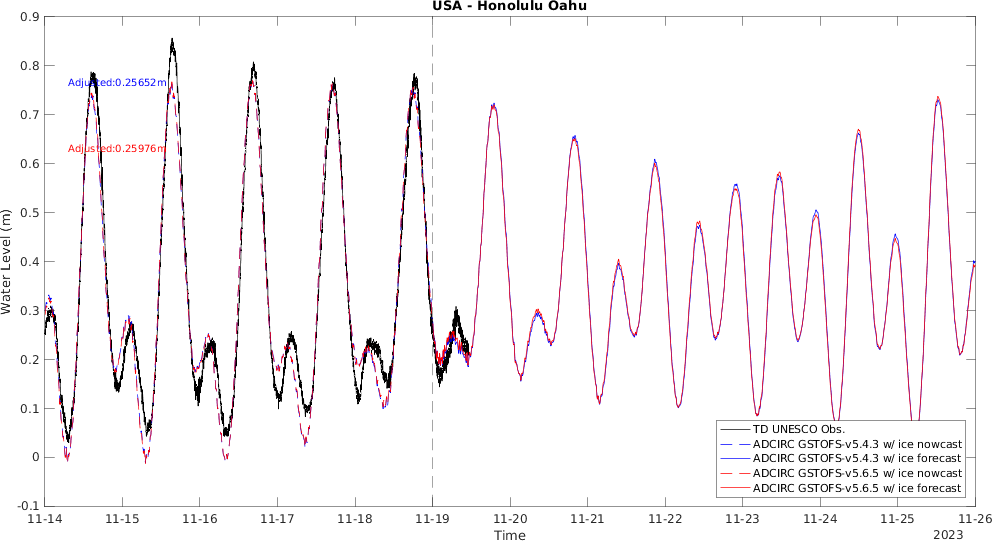 USA - Honolulu Oahu
0.9
0.8
0.7
0.6
0.5
0.4
0.3
0.2
0.1
0
-0.1
Water Level (m)
Adjusted:0.25652m
Adjusted:0.25976m
TD UNESCO Obs.
ADCIRC GSTOFS-v5.4.3 w/ ice nowcast
ADCIRC GSTOFS-v5.4.3 w/ ice forecast
ADCIRC GSTOFS-v5.6.5 w/ ice nowcast
ADCIRC GSTOFS-v5.6.5 w/ ice forecast
11-14 11-15 11-16 11-17 11-18 11-19 11-20 11-21 11-22 11-23 11-24 11-25 11-26
Time
2023